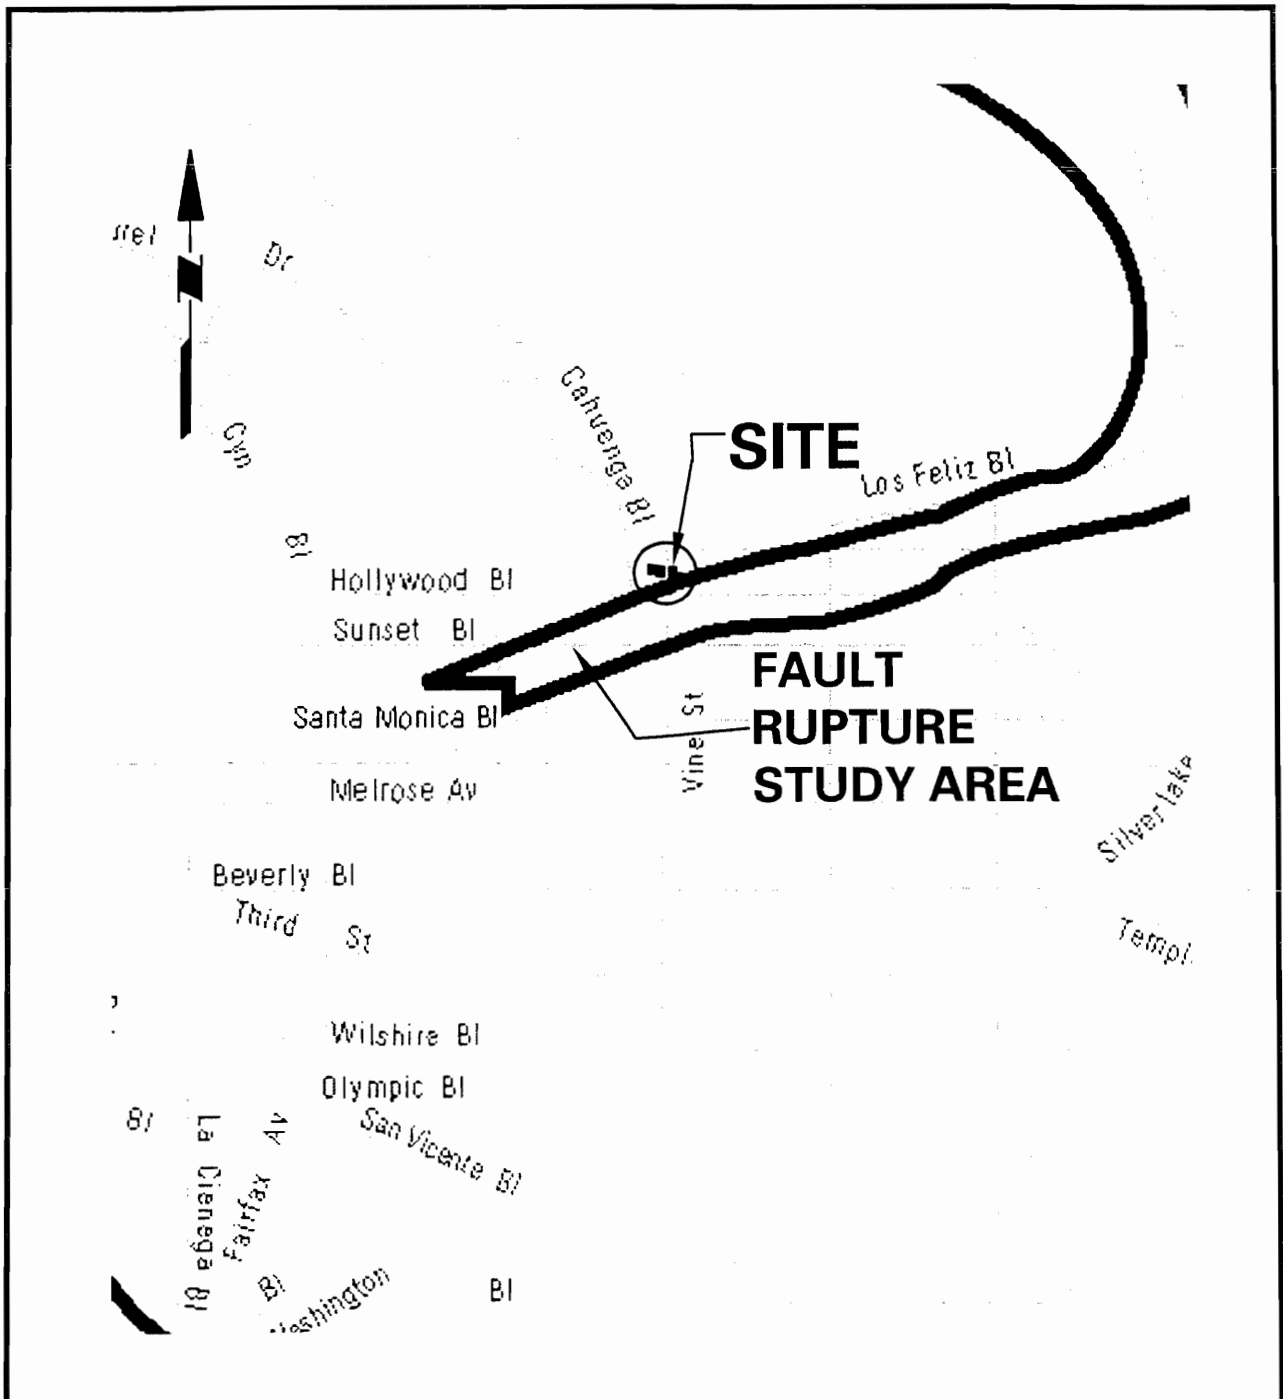 Dr
Cahuenga Bl
SITE
Los Feliz Bl
Bl
Hollywood Bl
Sunset Bl
FAULT
RUPTURE
STUDY AREA
Santa Monica Bl
Vine St
Melrose Av
Silverlake
Beverly Bl
Third St
Wilshire Bl
Olympic Bl
San Vicente Bl
Bl
La Cienega Bl
Fairfax Av
Bl
Washington
Bl